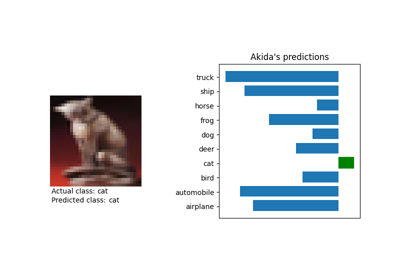 Akida's predictions
truck
ship
horse
frog
dog
deer
cat
bird
automobile
airplane
Actual class: cat
Predicted class: cat